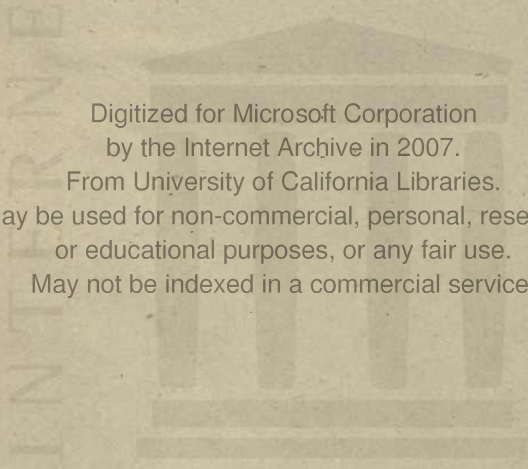 Digitized for Microsoft Corporation
by the Internet Archive in 2007.
From University of California Libraries.
ay be used for non-commercial, personal, rese
or educational purposes, or any fair use.
May not be indexed in a commercial service
INTERNE